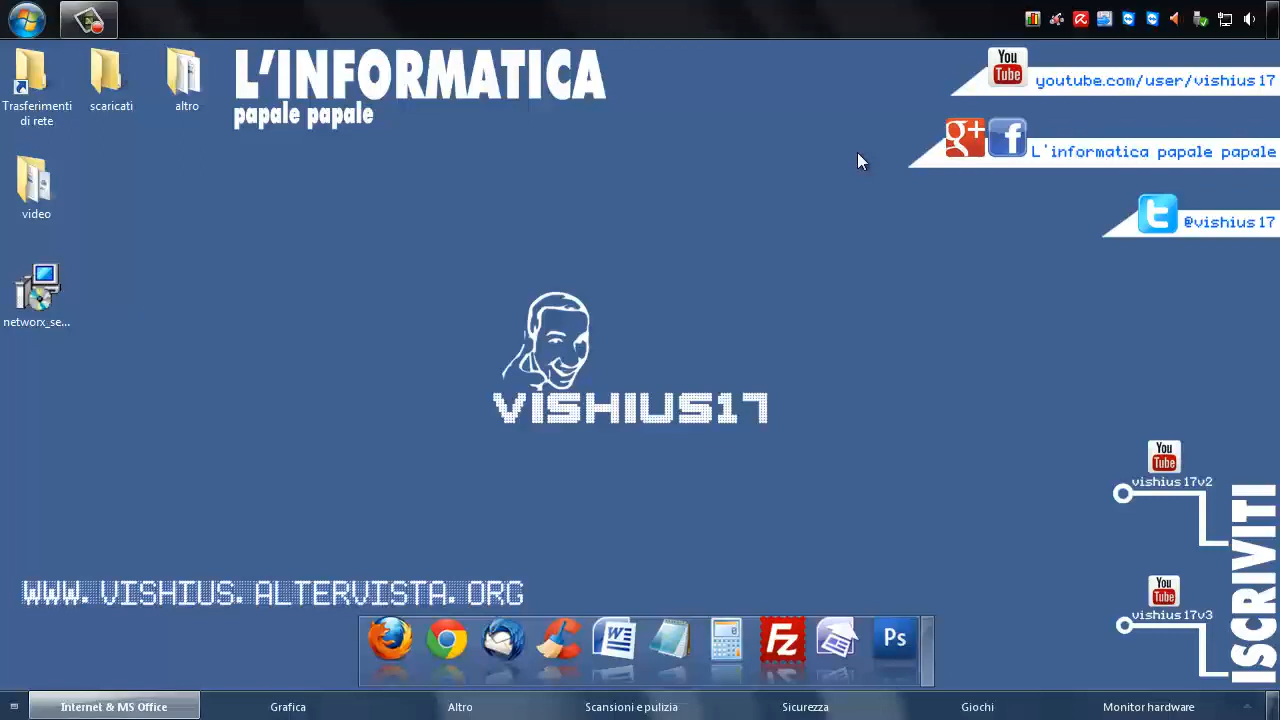 L'INFORMATICA
papale papale
You
Tube
youtube.com/user/vishius17
g+
f
L'informatica papale papale
t
@vishius17
Trasferimenti
di rete
scaricati
altro
video
networx_se...
VISHIUS17
You
Tube
vishius17v2
You
Tube
vishius17v3
ISCRIVITI
WWW.VISHIUS.ALTERVISTA.ORG
W
Fz
Ps
Internet & MS Office
Grafica
Altro
Scansioni e pulizia
Sicurezza
Giochi
Monitor hardware